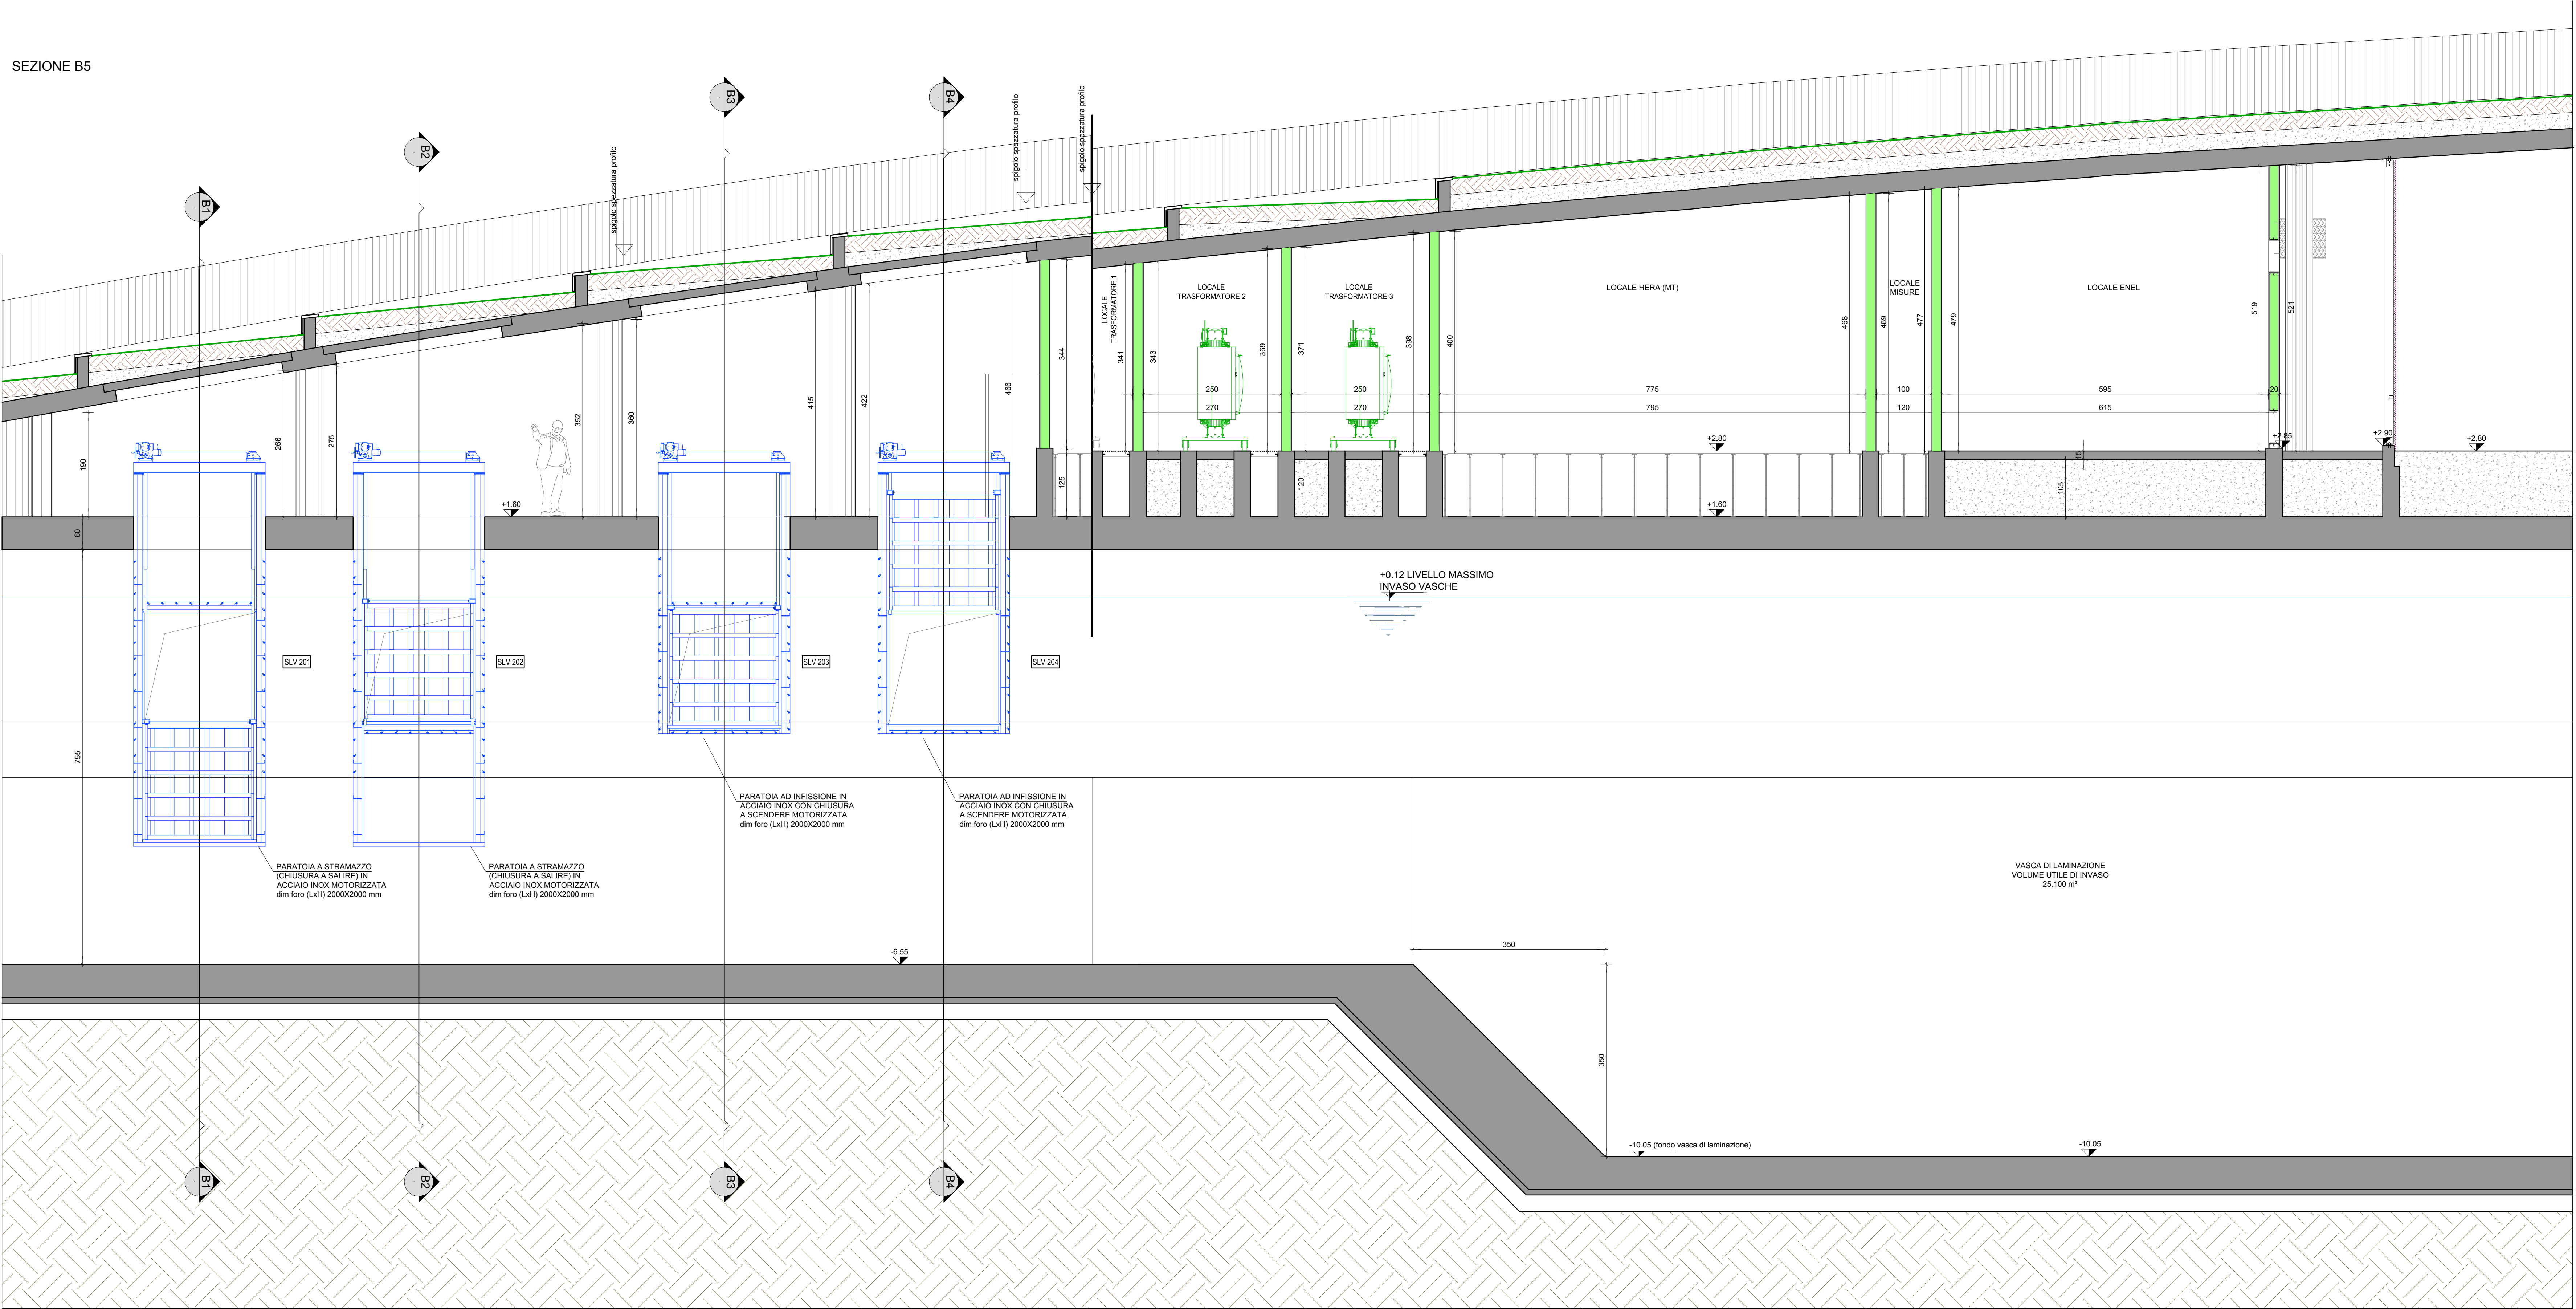 SEZIONE B5
B1
B2
B3
B4
spigolo spezzatura profilo
spigolo spezzatura profilo
spigolo spezzatura profilo
LOCALE
TRASFORMATORE 1
LOCALE
TRASFORMATORE 2
LOCALE
TRASFORMATORE 3
LOCALE HERA (MT)
LOCALE
MISURE
LOCALE ENEL
190
266
275
352
360
415
422
466
344
341
343
369
371
398
400
468
469
477
479
519
521
250
270
250
270
775
795
100
120
595
615
20
+1.60
+2,80
+1.60
+2.85
+2.90
+2,80
60
125
120
15
105
+0.12 LIVELLO MASSIMO
INVASO VASCHE
SLV 201
SLV 202
SLV 203
SLV 204
755
PARATOIA AD INFISSIONE IN
ACCIAIO INOX CON CHIUSURA
A SCENDERE MOTORIZZATA
dim foro (LxH) 2000X2000 mm
PARATOIA AD INFISSIONE IN
ACCIAIO INOX CON CHIUSURA
A SCENDERE MOTORIZZATA
dim foro (LxH) 2000X2000 mm
PARATOIA A STRAMAZZO
(CHIUSURA A SALIRE) IN
ACCIAIO INOX MOTORIZZATA
dim foro (LxH) 2000X2000 mm
PARATOIA A STRAMAZZO
(CHIUSURA A SALIRE) IN
ACCIAIO INOX MOTORIZZATA
dim foro (LxH) 2000X2000 mm
VASCA DI LAMINAZIONE
VOLUME UTILE DI INVASO
25.100 m³
-6.55
350
350
-10.05 (fondo vasca di laminazione)
-10.05
B1
B2
B3
B4